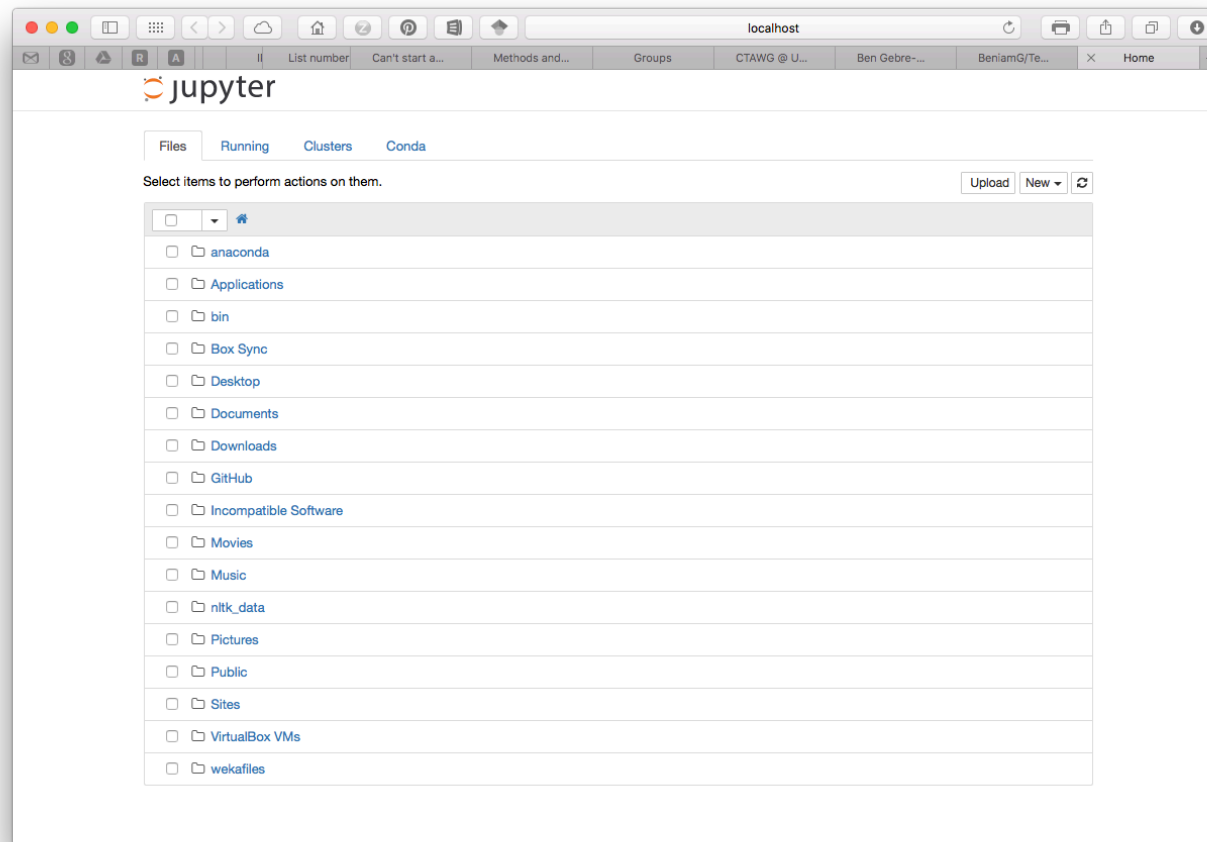 localhost
8 R A II List number Can't start a... Methods and... Groups CTAWG @ U... Ben Gebre-... BeniamG/Te... Home
jupyter
Files Running Clusters Conda
Select items to perform actions on them. Upload New
anaconda
Applications
bin
Box Sync
Desktop
Documents
Downloads
GitHub
Incompatible Software
Movies
Music
nltk_data
Pictures
Public
Sites
VirtualBox VMs
wekafiles